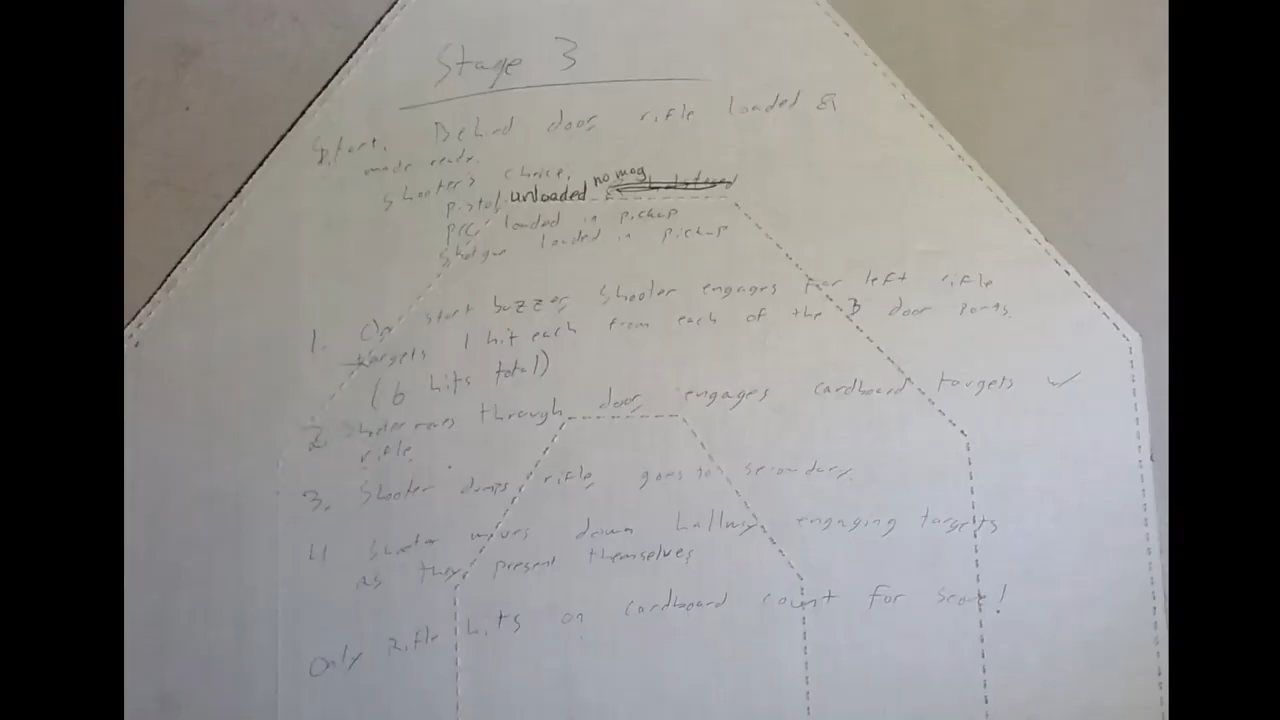 Stage 3
Start. Behind door, rifle loaded &
made ready.
shooters choice,
pistol, unloaded no mag
pcc loaded in pickup
shotgun loaded in pickup
1. On start buzzer, shooter engages far left rifle
targets 1 hit each from each of the 3 door ports.
(6 hits total)
2. Shooter moves through door, engages cardboard targets w/
rifle.
3. Shooter dumps rifle, goes to secondary.
4 Shooter moves down hallway engaging targets
as they present themselves
Only rifle hits on cardboard count for score!